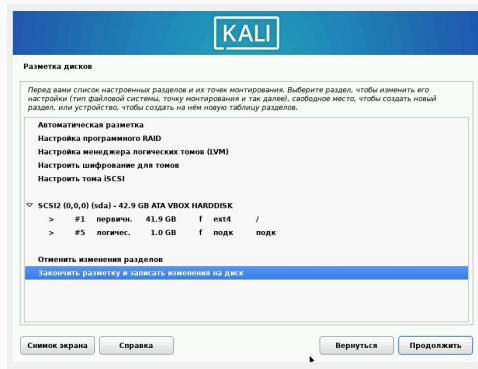 KALI
Разметка дисков
Перед вами список настроенных разделов и их точек монтирования. Выберите раздел, чтобы изменить его
настройки (тип файловой системы, точку монтирования и так далее), свободное место, чтобы создать новый
раздел, или устройство, чтобы создать на нём новую таблицу разделов.
Автоматическая разметка
Настройка программного RAID
Настройка менеджера логических томов (LVM)
Настроить шифрование для томов
Настроить тома iSCSI
SCSI2 (0,0,0) (sda) - 42.9 GB ATA VBOX HARDDISK
> #1 первичн. 41.9 GB f ext4 /
> #5 логичес. 1.0 GB f подк подк
Отменить изменения разделов
Закончить разметку и записать изменения на диск
Снимок экрана Справка Вернуться Продолжить